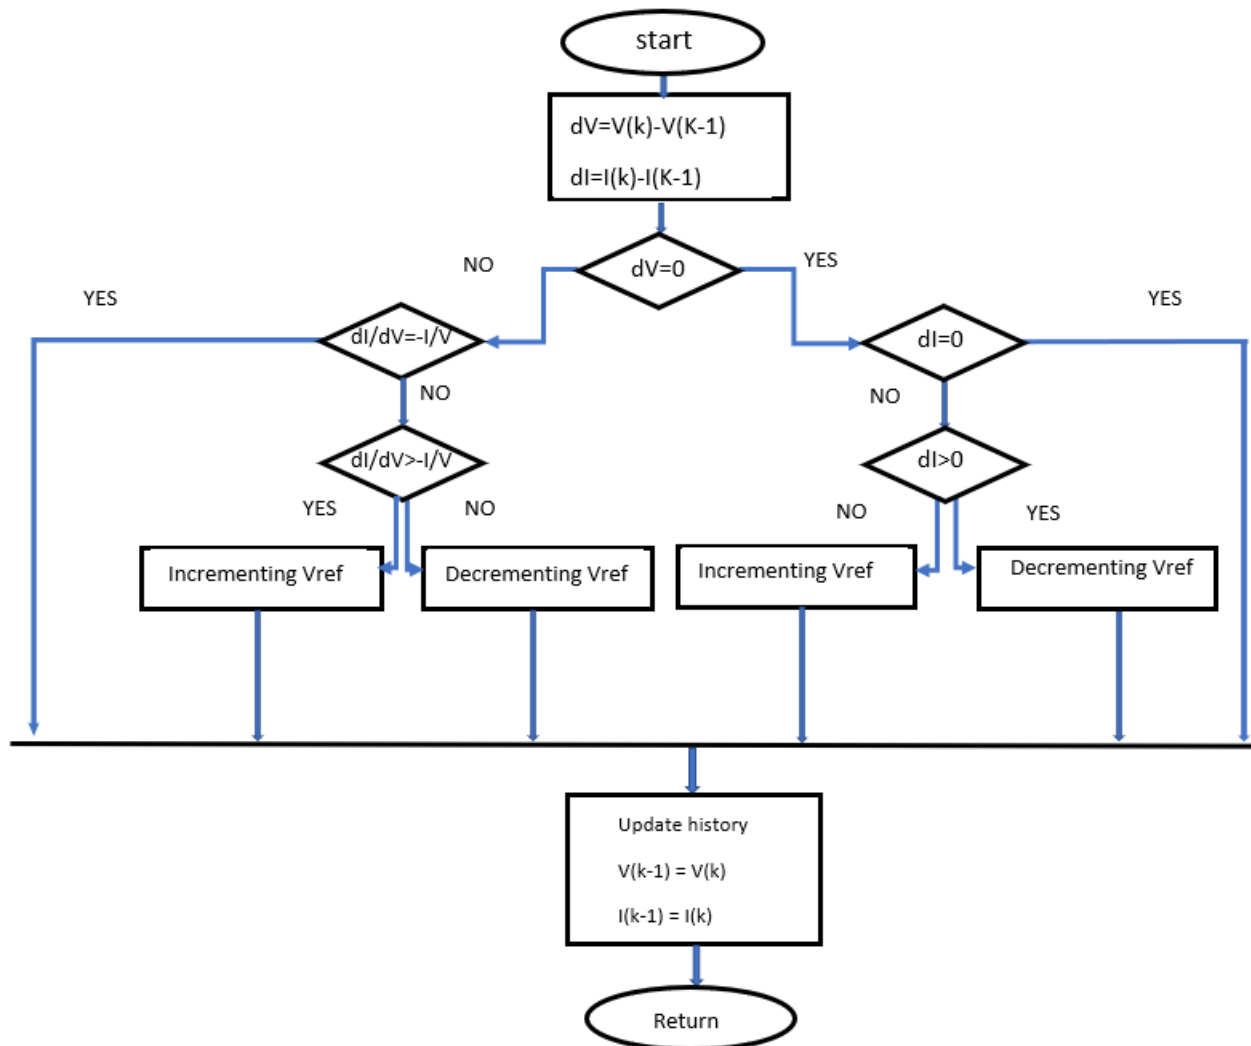 start
dV=V(k)-V(K-1)
dI=I(k)-I(K-1)
dV=0
NO
YES
YES
dI/dV=-I/V
dI=0
YES
NO
NO
dI/dV>-I/V
dI>0
YES
NO
NO
YES
Incrementing Vref
Decrementing Vref
Incrementing Vref
Decrementing Vref
Update history
V(k-1) = V(k)
I(k-1) = I(k)
Return